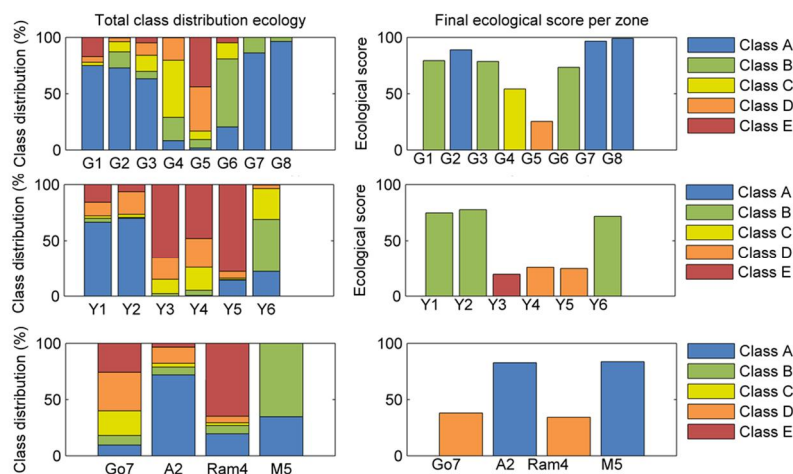 Total class distribution ecology
Final ecological score per zone
Class distribution (%)
100
50
0
G1 G2 G3 G4 G5 G6 G7 G8
Ecological score
100
50
0
G1 G2 G3 G4 G5 G6 G7 G8
Class A
Class B
Class C
Class D
Class E
Class distribution (%
100
50
0
Y1 Y2 Y3 Y4 Y5 Y6
Ecological score
100
50
0
Y1 Y2 Y3 Y4 Y5 Y6
Class A
Class B
Class C
Class D
Class E
Class distribution (%)
100
50
0
Go7 A2 Ram4 M5
100
50
0
Go7 A2 Ram4 M5
Class A
Class B
Class C
Class D
Class E